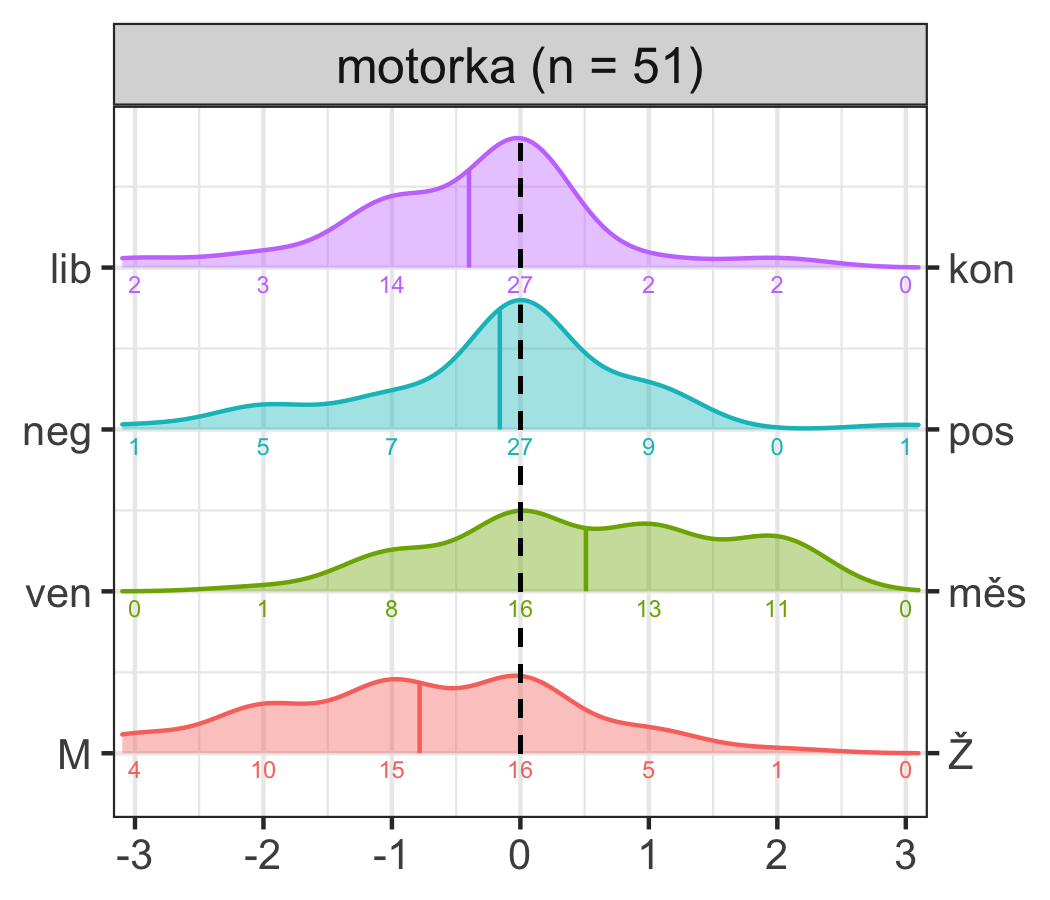 motorka (n = 51)
lib kon
2 3 14 27 2 2 0
neg pos
1 5 7 27 9 0 1
ven měs
0 1 8 16 13 11 0
M Ž
4 10 15 16 5 1 0
-3 -2 -1 0 1 2 3